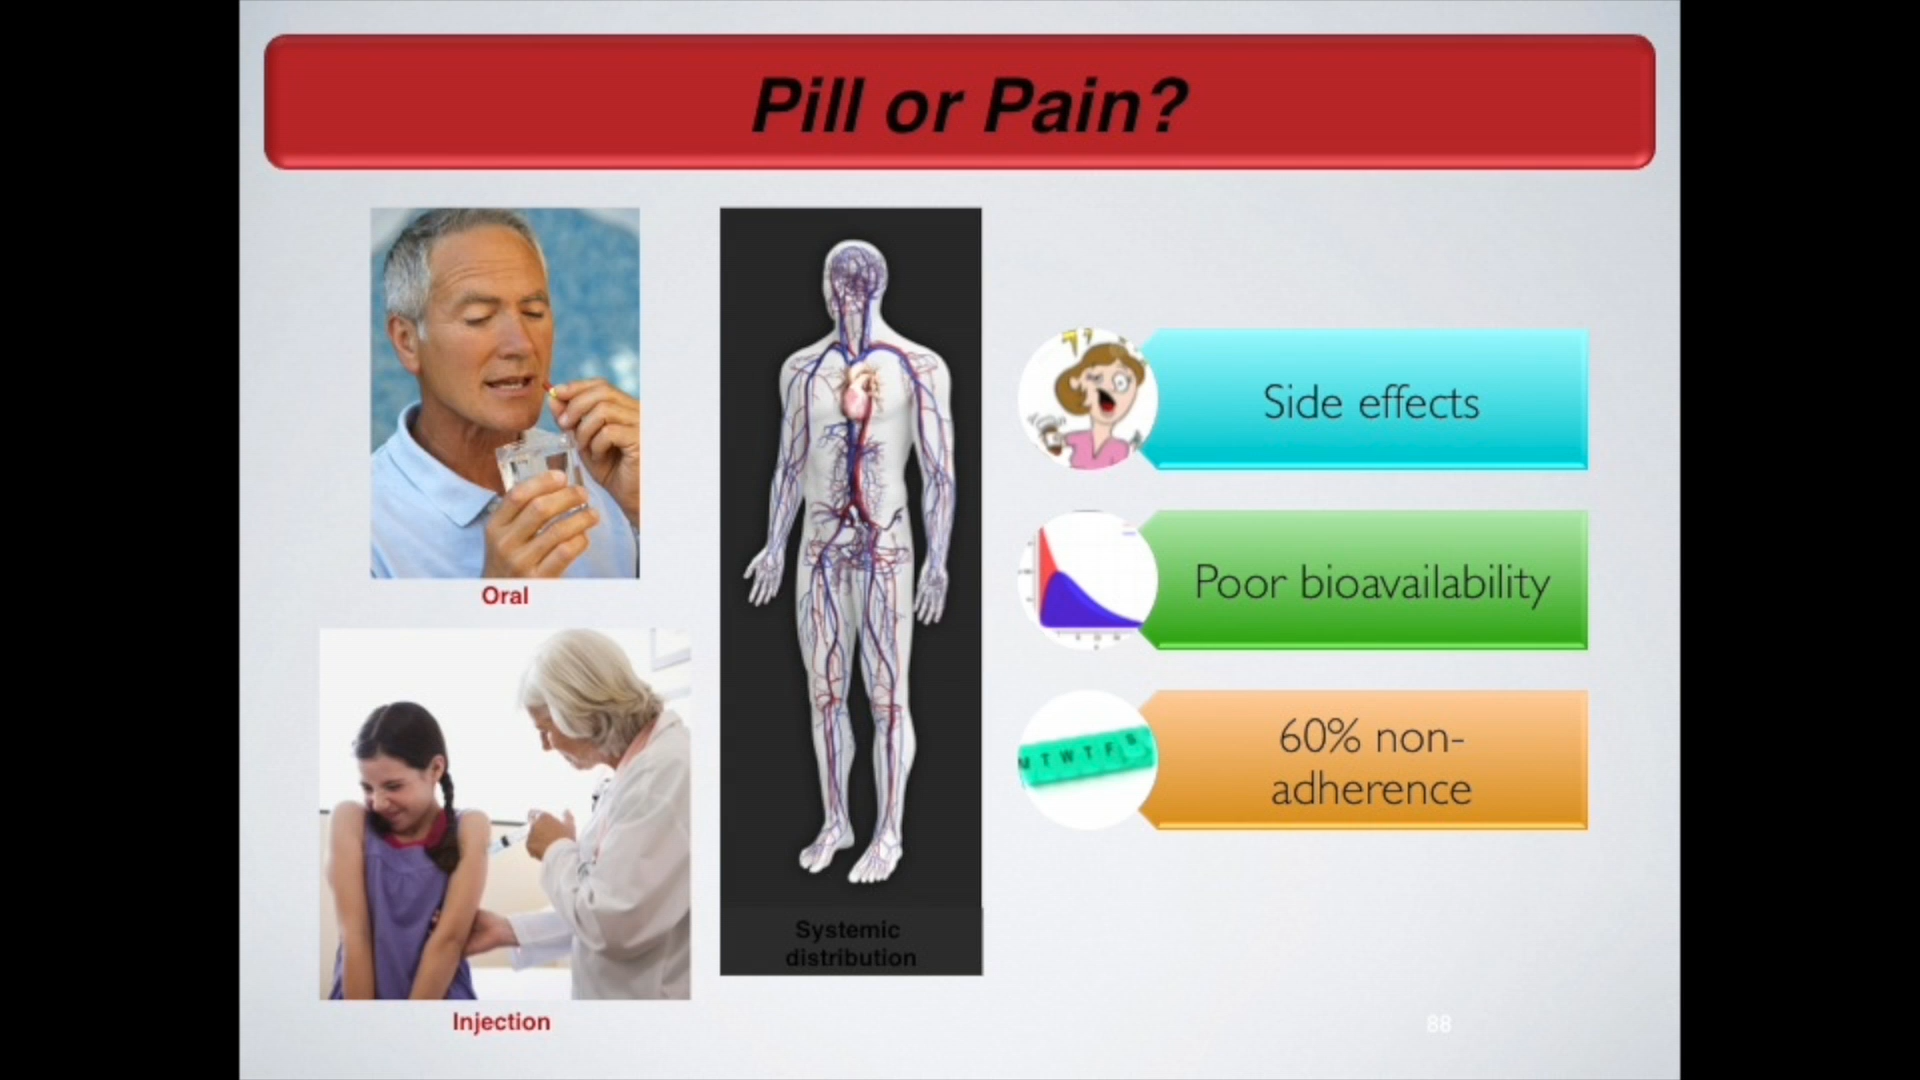 Pill or Pain?
Oral
Injection
Systemic
distribution
Side effects
Poor bioavailability
M T W T F S
60% non-
adherence
88